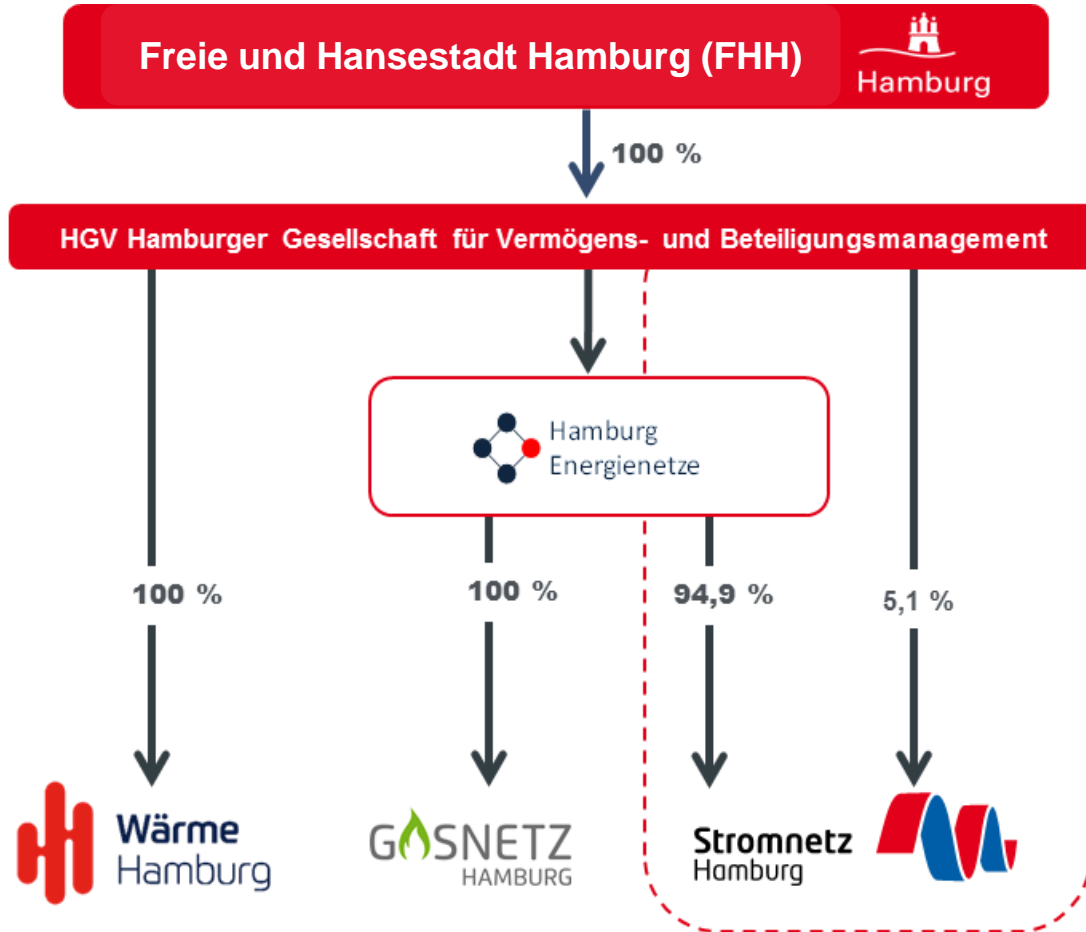 Freie und Hansestadt Hamburg (FHH)
Hamburg
100 %
HGV Hamburger Gesellschaft für Vermögens- und Beteiligungsmanagement
Hamburg
Energienetze
100 %
100 %
94,9 %
5,1 %
Wärme
Hamburg
GASNETZ
HAMBURG
Stromnetz
Hamburg